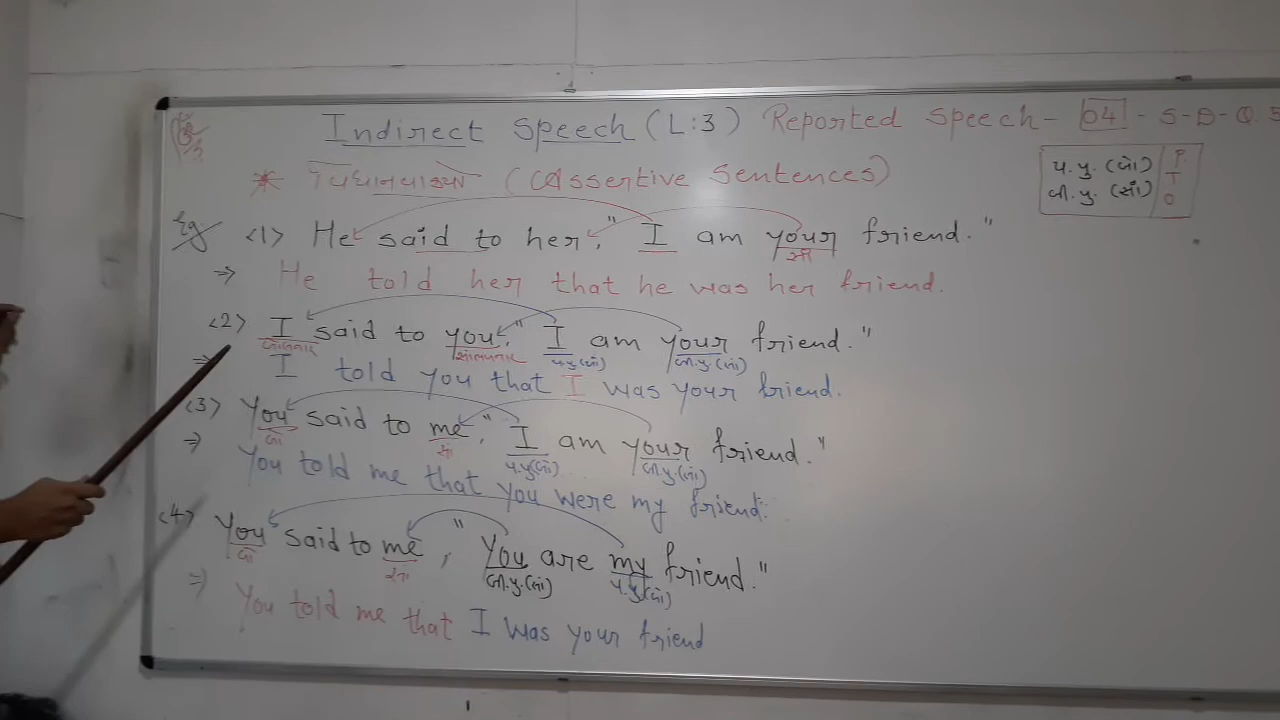 Indirect Speech (L:3) Reported Speech - 04 - S-D-Q.5
* વિધાનવાક્યો (Assertive Sentences)
પ.પુ. (બો) P
બી.પુ. (સાં) T
O
Eg <1> He said to her, "I am your friend."
⇒ He told her that he was her friend.
<2> I said to you, "I am your friend."
બોલનાર સાંભળનાર પ.પુ(બો) બી.પુ.(સાં)
⇒ I told you that I was your friend.
<3> You said to me, "I am your friend."
બો સાં પ.પુ(બો) બી.પુ.(સાં)
⇒ You told me that you were my friend.
<4> You said to me, "You are my friend."
બો સાં બી.પુ.(સાં) પ.પુ(બો)
⇒ You told me that I was your friend